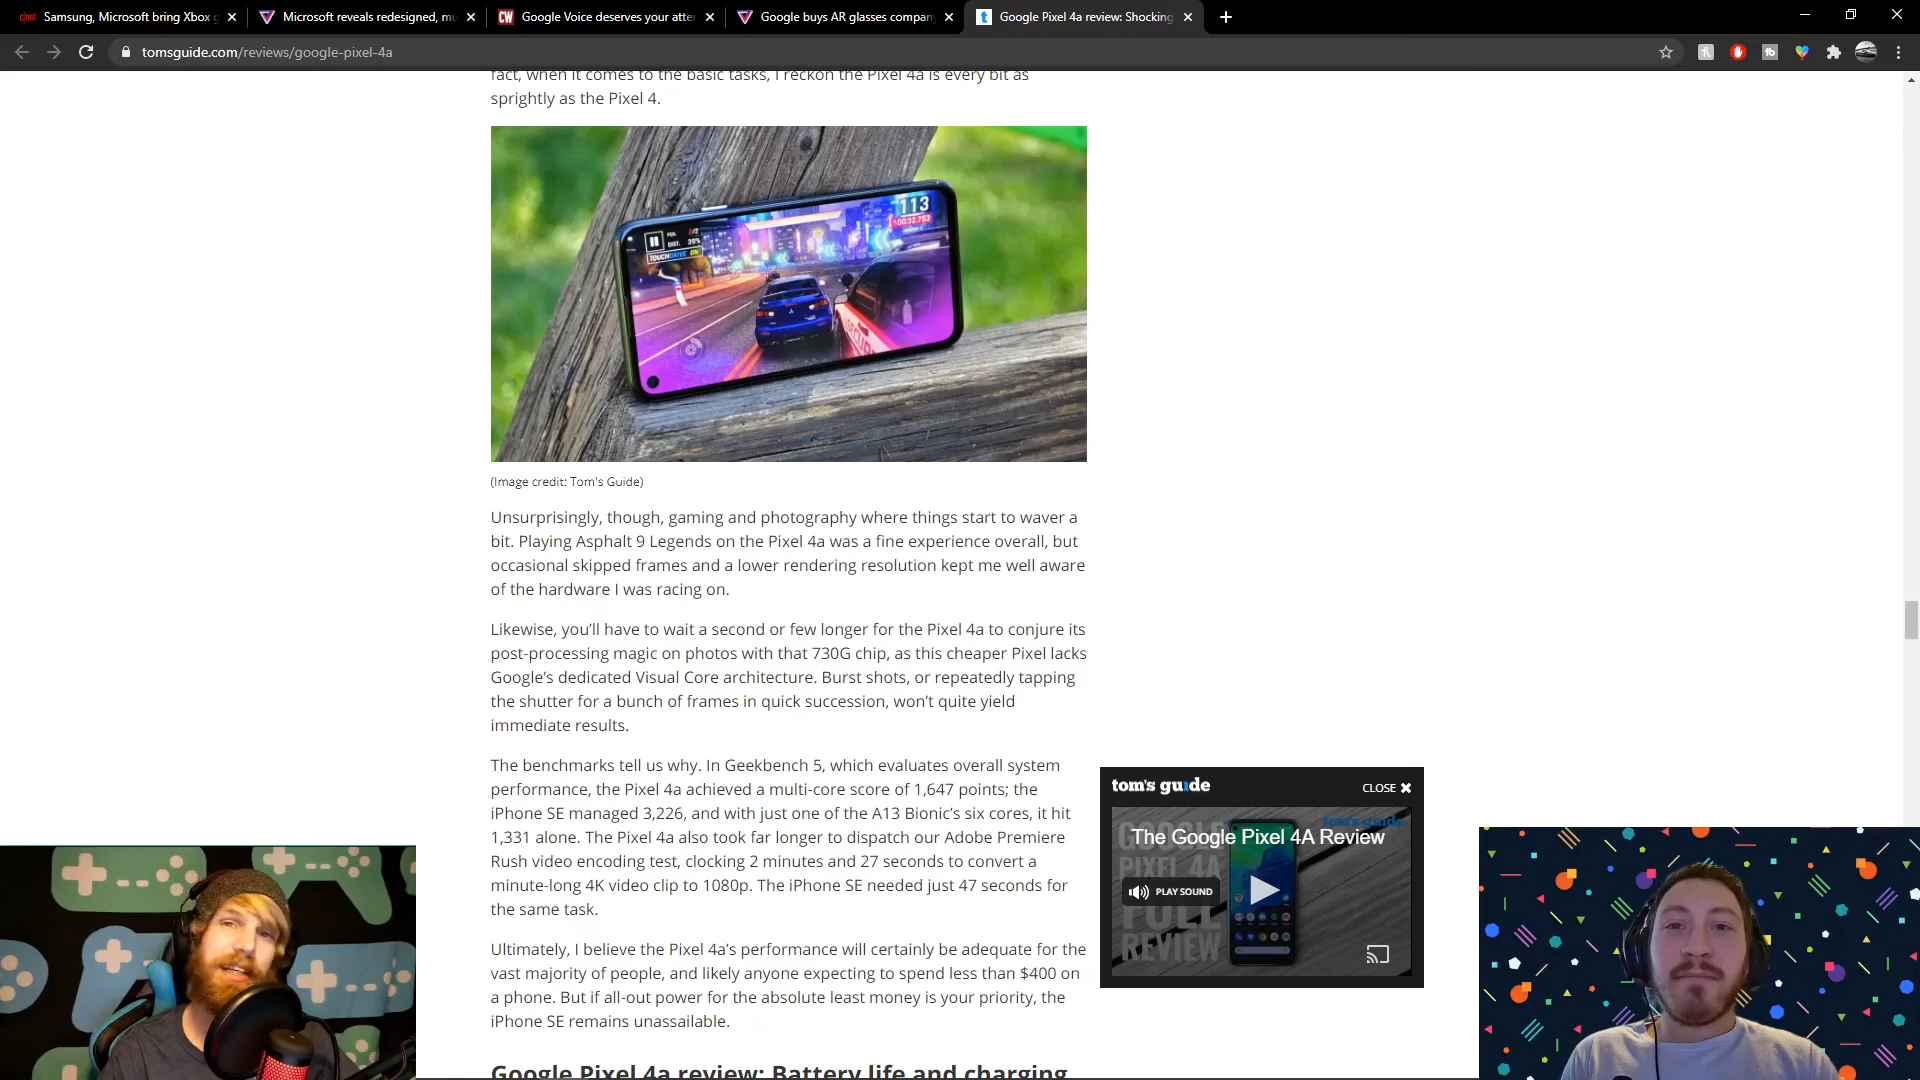 cnet Samsung, Microsoft bring Xbox g
Microsoft reveals redesigned, mu
CW Google Voice deserves your atter
Google buys AR glasses company
t Google Pixel 4a review: Shocking
tomsguide.com/reviews/google-pixel-4a
fact, when it comes to the basic tasks, I reckon the Pixel 4a is every bit as
sprightly as the Pixel 4.
113
00:32.753
POS. 2/2
DIST. 39%
TOUCHDRIVE ON
(Image credit: Tom's Guide)
Unsurprisingly, though, gaming and photography where things start to waver a
bit. Playing Asphalt 9 Legends on the Pixel 4a was a fine experience overall, but
occasional skipped frames and a lower rendering resolution kept me well aware
of the hardware I was racing on.
Likewise, you’ll have to wait a second or few longer for the Pixel 4a to conjure its
post-processing magic on photos with that 730G chip, as this cheaper Pixel lacks
Google’s dedicated Visual Core architecture. Burst shots, or repeatedly tapping
the shutter for a bunch of frames in quick succession, won’t quite yield
immediate results.
The benchmarks tell us why. In Geekbench 5, which evaluates overall system
performance, the Pixel 4a achieved a multi-core score of 1,647 points; the
iPhone SE managed 3,226, and with just one of the A13 Bionic’s six cores, it hit
1,331 alone. The Pixel 4a also took far longer to dispatch our Adobe Premiere
Rush video encoding test, clocking 2 minutes and 27 seconds to convert a
minute-long 4K video clip to 1080p. The iPhone SE needed just 47 seconds for
the same task.
Ultimately, I believe the Pixel 4a’s performance will certainly be adequate for the
vast majority of people, and likely anyone expecting to spend less than $400 on
a phone. But if all-out power for the absolute least money is your priority, the
iPhone SE remains unassailable.
Google Pixel 4a review: Battery life and charging
tom's guide
CLOSE
tom's guide
The Google Pixel 4A Review
GOOGLE
PIXEL 4A
FULL
REVIEW
PLAY SOUND